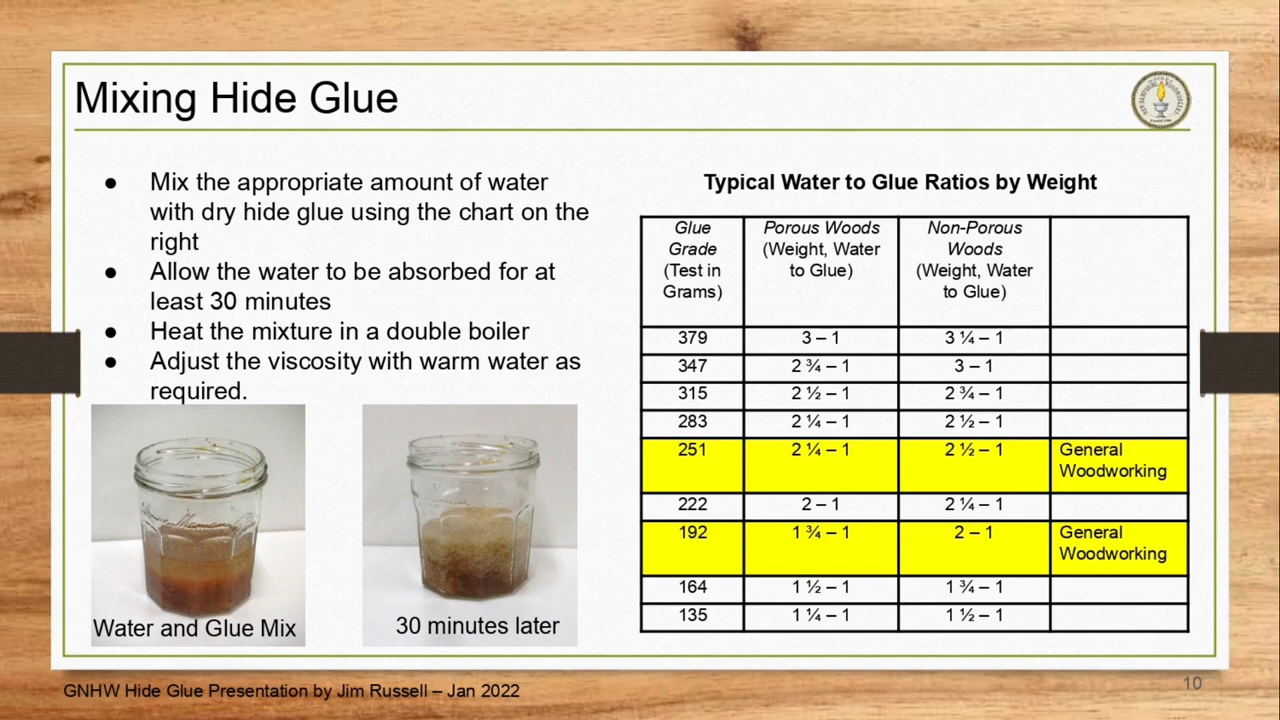 Mixing Hide Glue
● Mix the appropriate amount of water
with dry hide glue using the chart on the
right
● Allow the water to be absorbed for at
least 30 minutes
● Heat the mixture in a double boiler
● Adjust the viscosity with warm water as
required.
Water and Glue Mix
30 minutes later
Typical Water to Glue Ratios by Weight
Glue Grade (Test in Grams) Porous Woods (Weight, Water to Glue) Non-Porous Woods (Weight, Water to Glue)
379 3 – 1 3 ¼ – 1
347 2 ¾ – 1 3 – 1
315 2 ½ – 1 2 ¾ – 1
283 2 ¼ – 1 2 ½ – 1
251 2 ¼ – 1 2 ½ – 1 General Woodworking
222 2 – 1 2 ¼ – 1
192 1 ¾ – 1 2 – 1 General Woodworking
164 1 ½ – 1 1 ¾ – 1
135 1 ¼ – 1 1 ½ – 1
GNHW Hide Glue Presentation by Jim Russell – Jan 2022
10